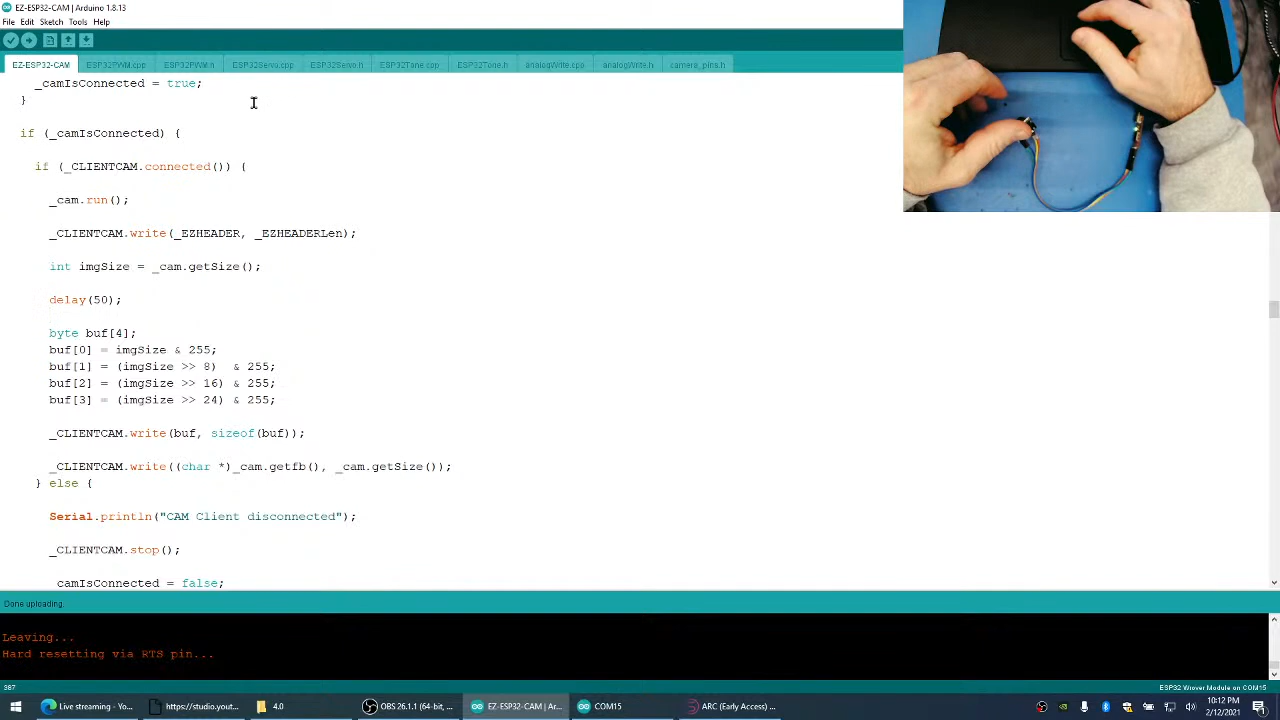 EZ-ESP32-CAM | Arduino 1.8.13
File Edit Sketch Tools Help
EZ-ESP32-CAM ESP32PWM.cpp ESP32PWM.h ESP32Servo.cpp ESP32Servo.h ESP32Tone.cpp ESP32Tone.h analogWrite.cpp analogWrite.h camera_pins.h
_camIsConnected = true;
}
if (_camIsConnected) {
if (_CLIENTCAM.connected()) {
_cam.run();
_CLIENTCAM.write(_EZHEADER, _EZHEADERLen);
int imgSize = _cam.getSize();
delay(50);
byte buf[4];
buf[0] = imgSize & 255;
buf[1] = (imgSize >> 8)  & 255;
buf[2] = (imgSize >> 16) & 255;
buf[3] = (imgSize >> 24) & 255;
_CLIENTCAM.write(buf, sizeof(buf));
_CLIENTCAM.write((char *)_cam.getfb(), _cam.getSize());
} else {
Serial.println("CAM Client disconnected");
_CLIENTCAM.stop();
_camIsConnected = false;
Done uploading.
Leaving...
Hard resetting via RTS pin...
387 ESP32 Wrover Module on COM15
Live streaming - Yo... https://studio.yout... 4.0 OBS 26.1.1 (64-bit, ... EZ-ESP32-CAM | Ar... COM15 ARC (Early Access) ... 10:12 PM
2/12/2021